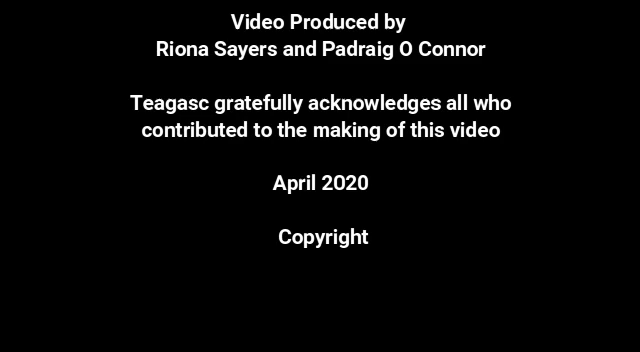 Video Produced by
Riona Sayers and Padraig O Connor
Teagasc gratefully acknowledges all who
contributed to the making of this video
April 2020
Copyright